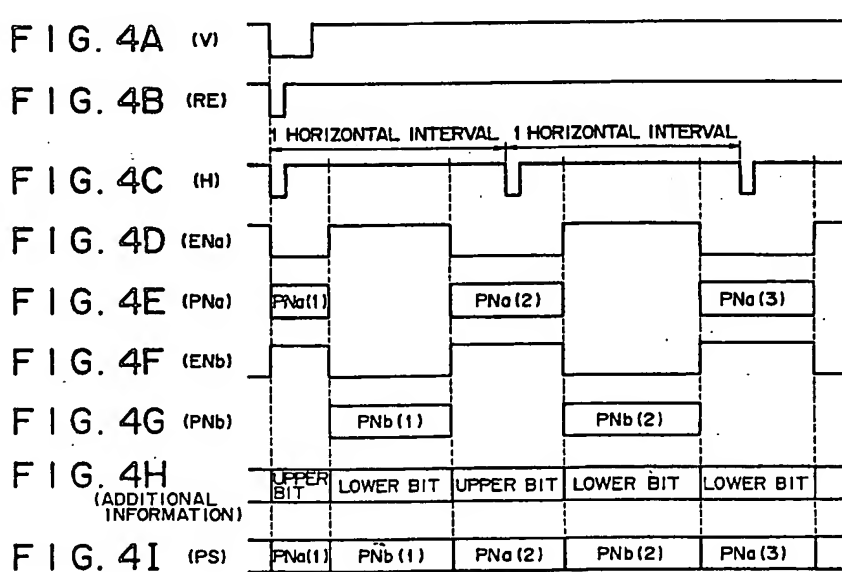 FIG. 4A (V)
FIG. 4B (RE)
1 HORIZONTAL INTERVAL 1 HORIZONTAL INTERVAL
FIG. 4C (H)
FIG. 4D (ENa)
FIG. 4E (PNa) PNa(1) PNa(2) PNa(3)
FIG. 4F (ENb)
FIG. 4G (PNb) PNb(1) PNb(2)
FIG. 4H (ADDITIONAL INFORMATION) UPPER BIT LOWER BIT UPPER BIT LOWER BIT LOWER BIT
FIG. 4I (PS) PNa(1) PNb(1) PNa(2) PNb(2) PNa(3)